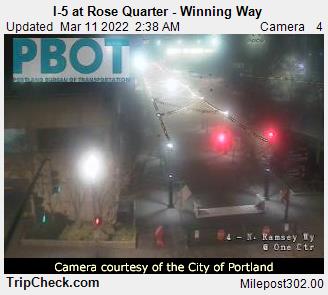 I-5 at Rose Quarter - Winning Way
Updated Mar 11 2022 2:38 AM Camera 4
PBOT
PORTLAND BUREAU OF TRANSPORTATION
4 - N. Ramsey Wy
@ One Ctr
Camera courtesy of the City of Portland
TripCheck.com Milepost302.00